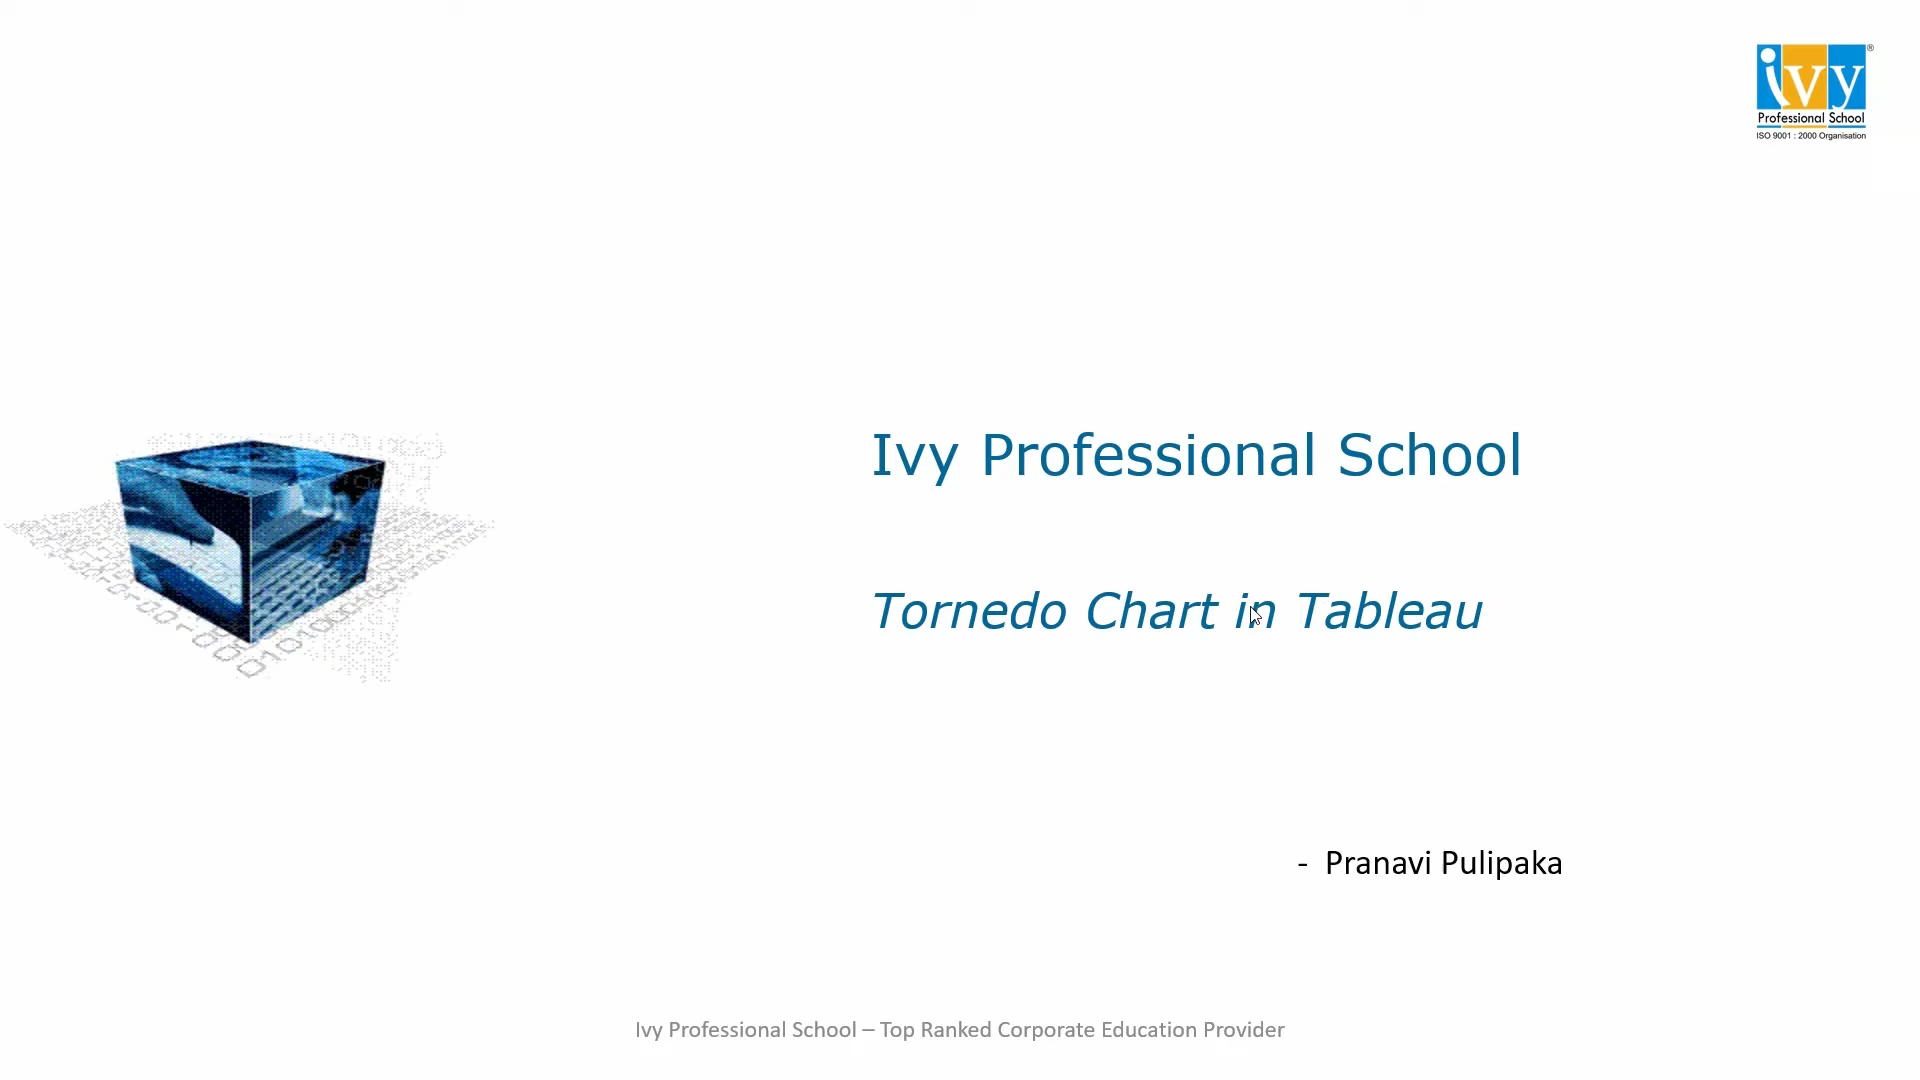 ivy ®
Professional School
ISO 9001 : 2000 Organisation
Ivy Professional School
Tornedo Chart in Tableau
- Pranavi Pulipaka
Ivy Professional School – Top Ranked Corporate Education Provider